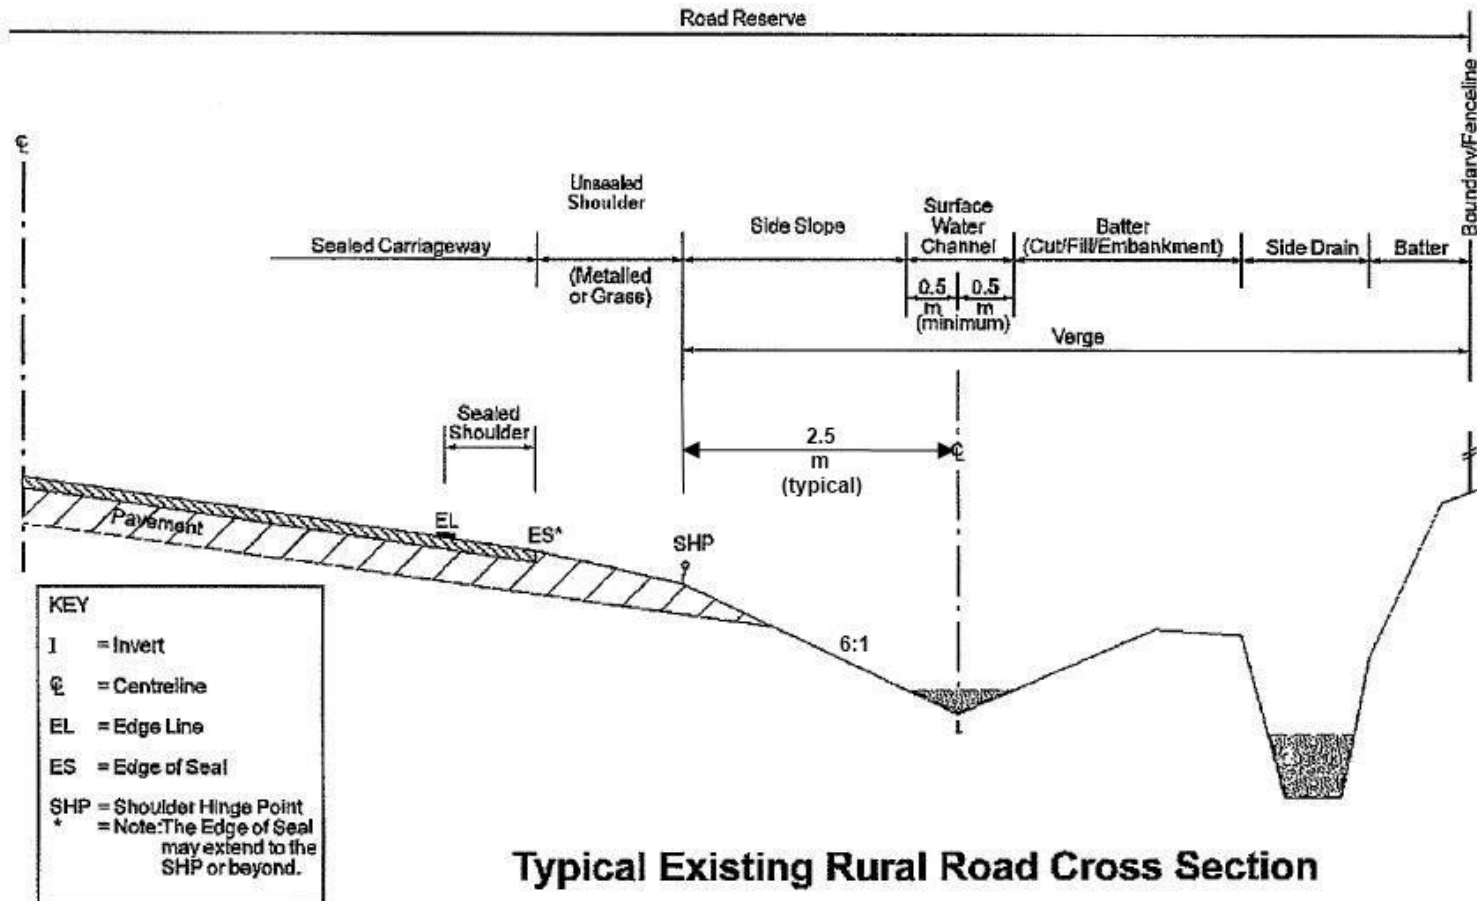 Road Reserve
Boundary/Fenceline
℄
Unsealed
Shoulder
Sealed Carriageway
(Metalled
or Grass)
Side Slope
Surface
Water
Channel
Batter
(Cut/Fill/Embankment)
Side Drain
Batter
0.5
m
0.5
m
(minimum)
Verge
Sealed
Shoulder
2.5
m
(typical)
℄
Pavement
EL
ES*
SHP
6:1
I
KEY
I = Invert
℄ = Centreline
EL = Edge Line
ES = Edge of Seal
SHP = Shoulder Hinge Point
* = Note:The Edge of Seal
may extend to the
SHP or beyond.
Typical Existing Rural Road Cross Section